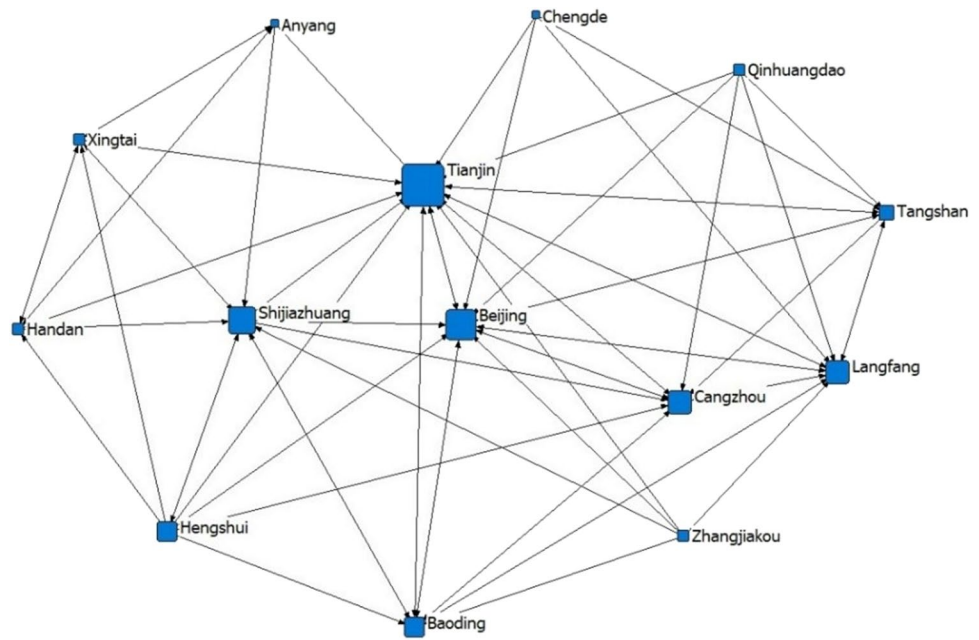 Chengde
Anyang
Qinhuangdao
Xingtai
Tianjin
Tangshan
Shijiazhuang
Beijing
Handan
Langfang
Cangzhou
Hengshui
Zhangjiakou
Baoding